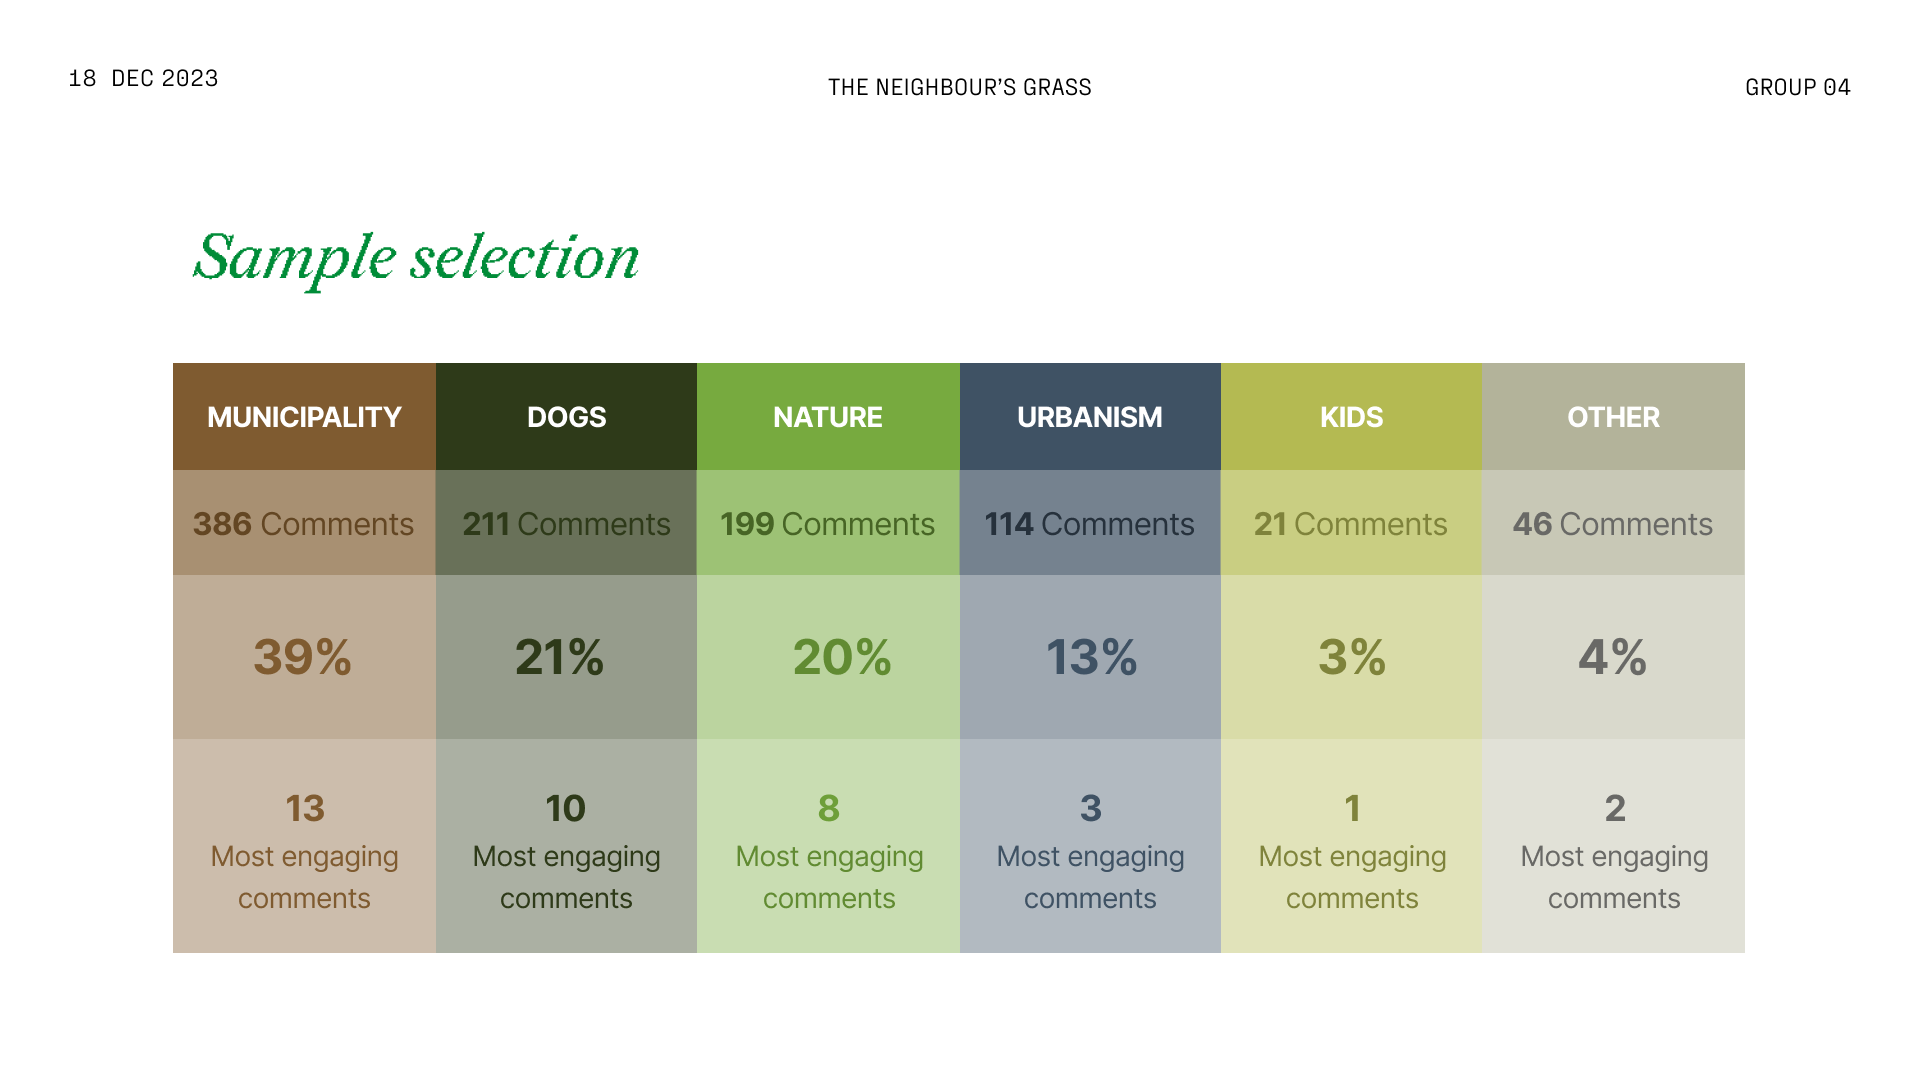 18 DEC 2023
THE NEIGHBOUR’S GRASS
GROUP 04
Sample selection
MUNICIPALITY
DOGS
NATURE
URBANISM
KIDS
OTHER
386 Comments
211 Comments
199 Comments
114 Comments
21 Comments
46 Comments
39%
21%
20%
13%
3%
4%
13
Most engaging
comments
10
Most engaging
comments
8
Most engaging
comments
3
Most engaging
comments
1
Most engaging
comments
2
Most engaging
comments